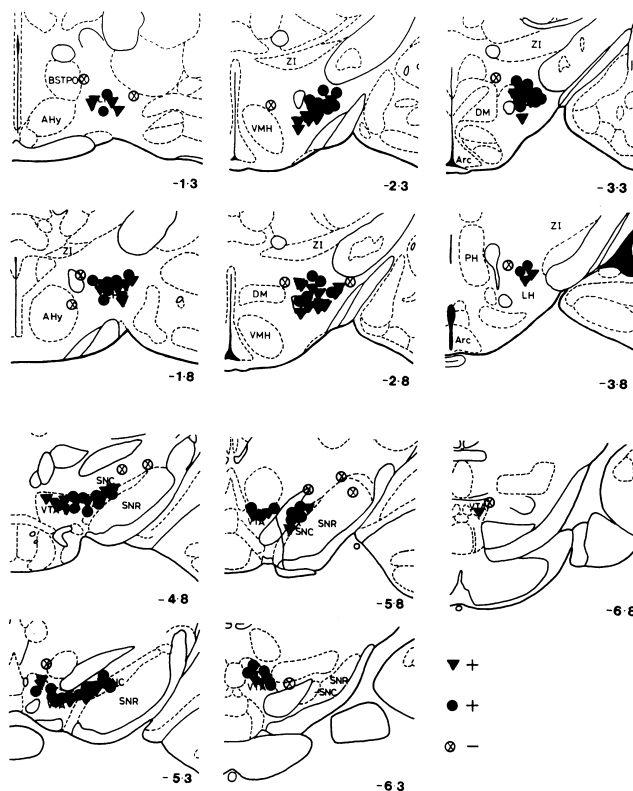 BSTPO
AHy
-1·3
ZI
VMH
-2·3
ZI
DM
Arc
-3·3
ZI
AHy
-1·8
ZI
DM
VMH
-2·8
ZI
PH
LH
Arc
-3·8
SNC
VTA
SNR
-4·8
VTA
SNR
SNC
-5·8
-6·8
SNC
SNR
-5·3
VTA
SNR
SNC
-6·3
+
+
-